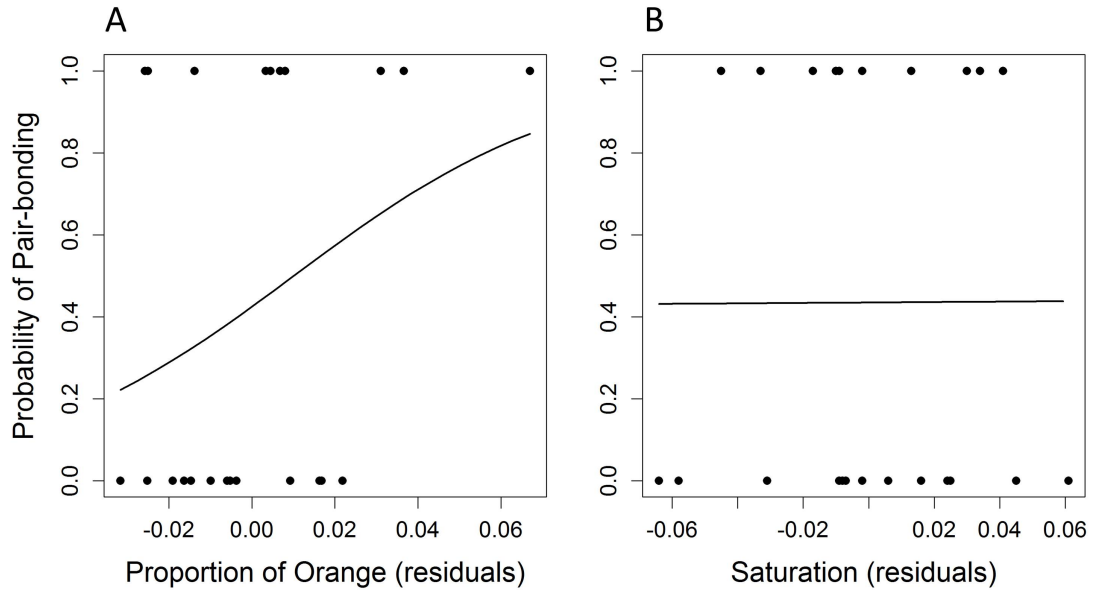 A
B
Probability of Pair-bonding
1.0
0.8
0.6
0.4
0.2
0.0
-0.02 0.00 0.02 0.04 0.06
Proportion of Orange (residuals)
1.0
0.8
0.6
0.4
0.2
0.0
-0.06 -0.02 0.02 0.04 0.06
Saturation (residuals)